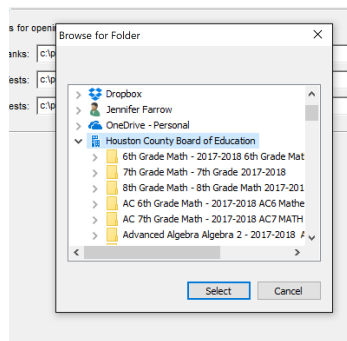 s for openi
Browse for Folder
anks: c:\p
ests: c:\p
ests: c:\p
Dropbox
Jennifer Farrow
OneDrive - Personal
Houston County Board of Education
6th Grade Math - 2017-2018 6th Grade Mat
7th Grade Math - 7th Grade 2017-2018
8th Grade Math - 8th Grade Math 2017-201
AC 6th Grade Math - 2017-2018 AC6 Mathe
AC 7th Grade Math - 2017-2018 AC7 MATH
Advanced Algebra Algebra 2 - 2017-2018 A
Select Cancel